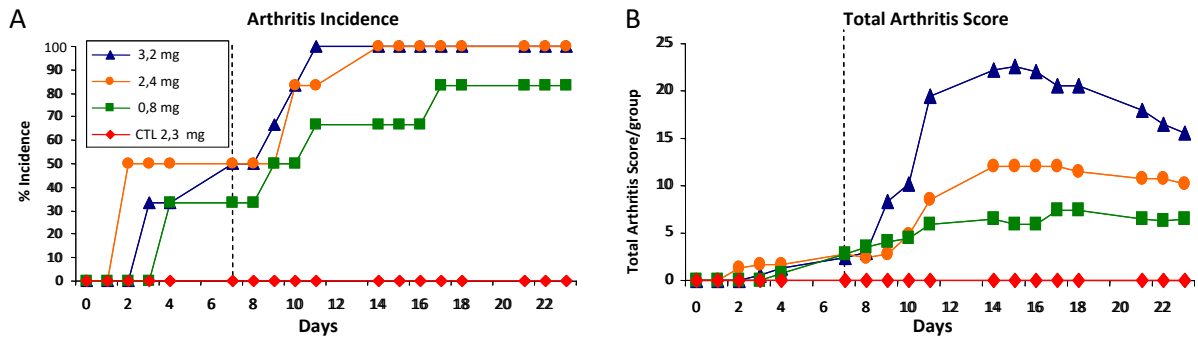 A
Arthritis Incidence
100
90
80
70
60
50
40
30
20
10
0
% Incidence
3,2 mg
2,4 mg
0,8 mg
CTL 2,3 mg
0 2 4 6 8 10 12 14 16 18 20 22
Days
B
Total Arthritis Score
25
20
15
10
5
0
Total Arthritis Score/group
0 2 4 6 8 10 12 14 16 18 20 22
Days